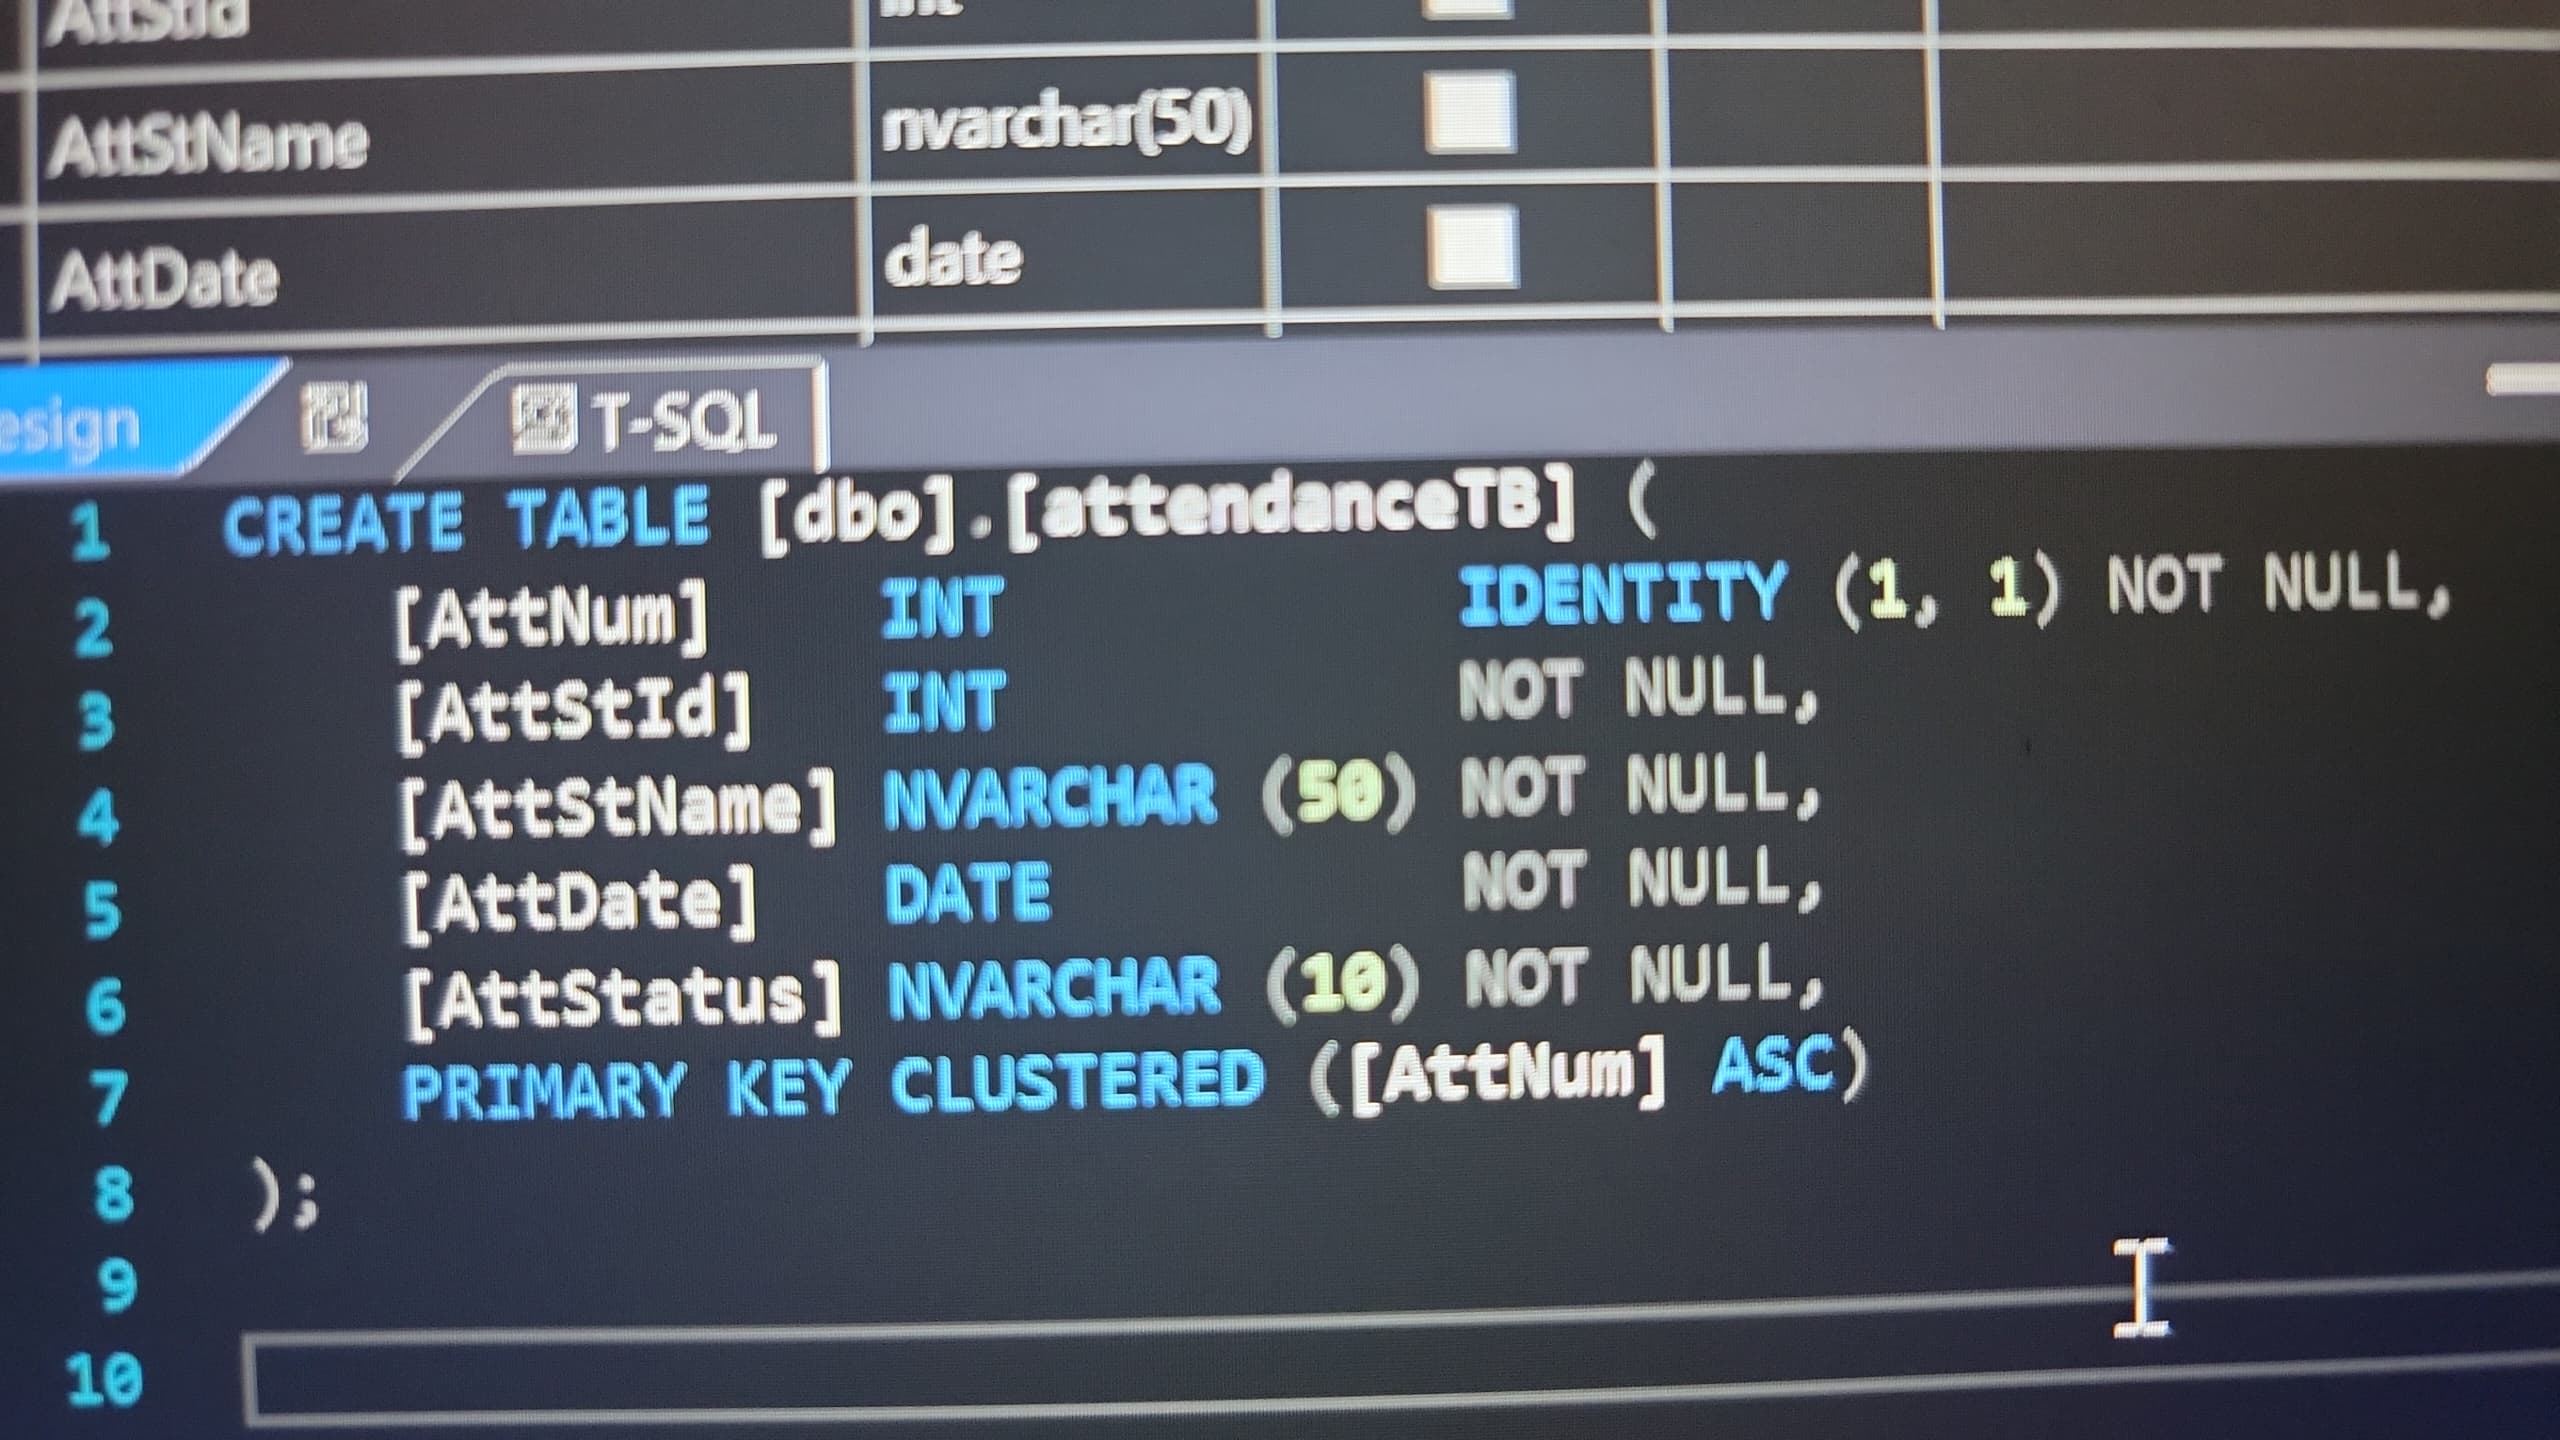 AttStId int
AttStName nvarchar(50)
AttDate date
esign T-SQL
1 CREATE TABLE [dbo].[attendanceTB] (
2 [AttNum] INT IDENTITY (1, 1) NOT NULL,
3 [AttStId] INT NOT NULL,
4 [AttStName] NVARCHAR (50) NOT NULL,
5 [AttDate] DATE NOT NULL,
6 [AttStatus] NVARCHAR (10) NOT NULL,
7 PRIMARY KEY CLUSTERED ([AttNum] ASC)
8 );
9
10